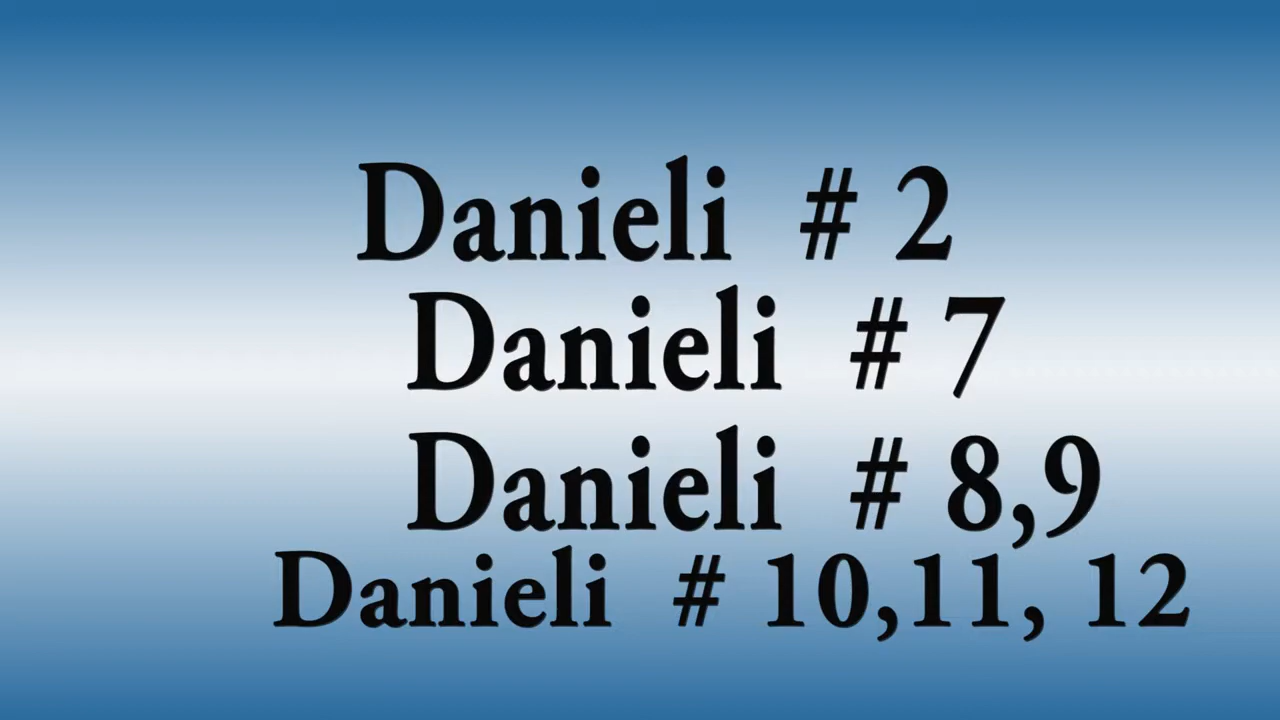 Danieli # 2
Danieli # 7
Danieli # 8,9
Danieli # 10,11, 12